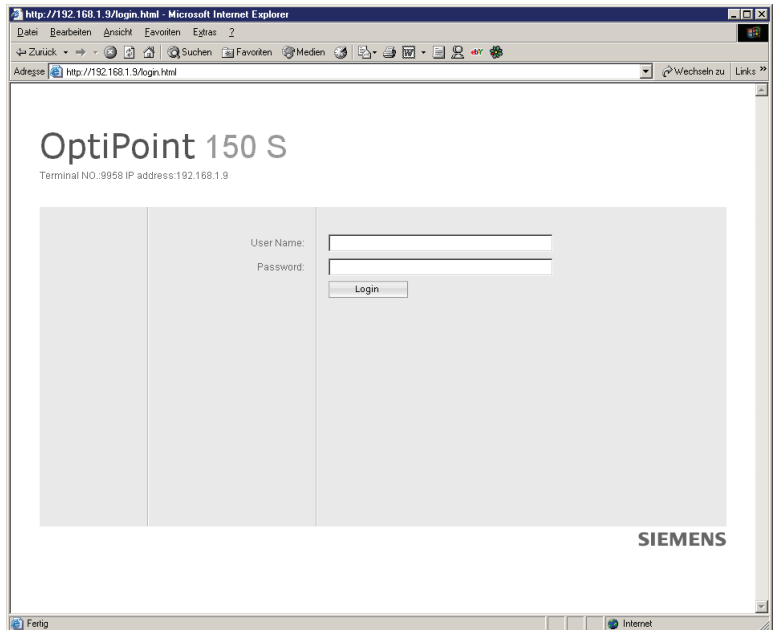 http://192.168.1.9/login.html - Microsoft Internet Explorer
Datei Bearbeiten Ansicht Favoriten Extras ?
Zurück Suchen Favoriten Medien
Adresse http://192.168.1.9/login.html Wechseln zu Links »
OptiPoint 150 S
Terminal NO.:9958 IP address:192.168.1.9
User Name:
Password:
Login
SIEMENS
Fertig Internet